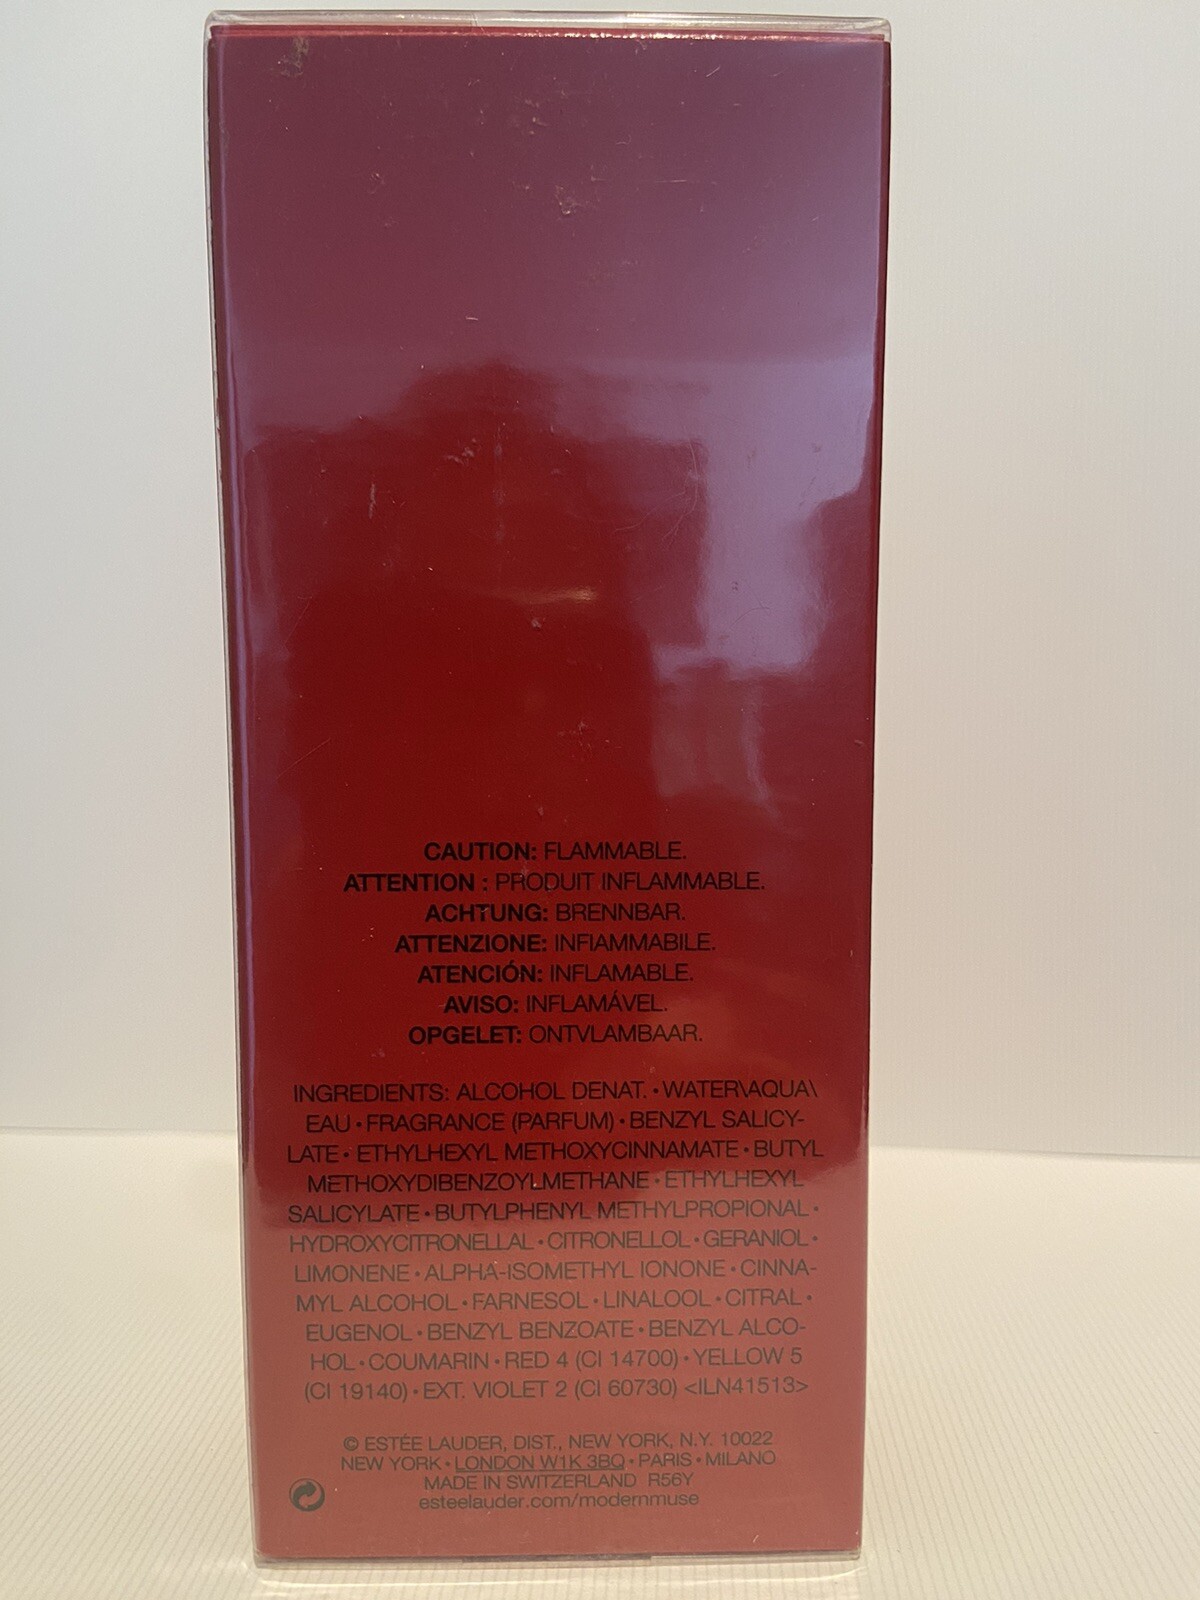 CAUTION: FLAMMABLE.
ATTENTION : PRODUIT INFLAMMABLE.
ACHTUNG: BRENNBAR.
ATTENZIONE: INFIAMMABILE.
ATENCIÓN: INFLAMABLE.
AVISO: INFLAMÁVEL.
OPGELET: ONTVLAMBAAR.
INGREDIENTS: ALCOHOL DENAT. • WATER\AQUA\
EAU • FRAGRANCE (PARFUM) • BENZYL SALICY-
LATE • ETHYLHEXYL METHOXYCINNAMATE • BUTYL
METHOXYDIBENZOYLMETHANE • ETHYLHEXYL
SALICYLATE • BUTYLPHENYL METHYLPROPIONAL •
HYDROXYCITRONELLAL • CITRONELLOL • GERANIOL •
LIMONENE • ALPHA-ISOMETHYL IONONE • CINNA-
MYL ALCOHOL • FARNESOL • LINALOOL • CITRAL •
EUGENOL • BENZYL BENZOATE • BENZYL ALCO-
HOL • COUMARIN • RED 4 (CI 14700) • YELLOW 5
(CI 19140) • EXT. VIOLET 2 (CI 60730) <ILN41513>
© ESTÉE LAUDER, DIST., NEW YORK, N.Y. 10022
NEW YORK • LONDON W1K 3BQ • PARIS • MILANO
MADE IN SWITZERLAND R56Y
esteelauder.com/modernmuse